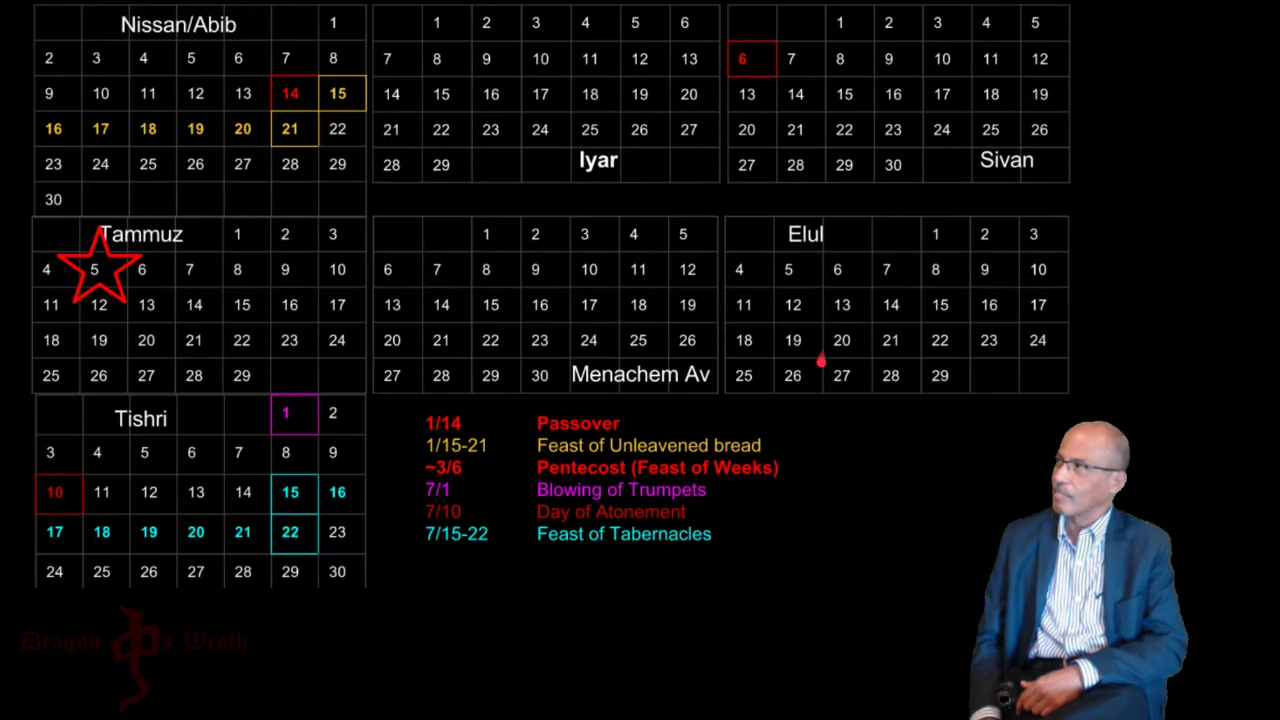 Nissan/Abib 1
2 3 4 5 6 7 8
9 10 11 12 13 14 15
16 17 18 19 20 21 22
23 24 25 26 27 28 29
30
1 2 3 4 5 6
7 8 9 10 11 12 13
14 15 16 17 18 19 20
21 22 23 24 25 26 27
28 29 Iyar
1 2 3 4 5
6 7 8 9 10 11 12
13 14 15 16 17 18 19
20 21 22 23 24 25 26
27 28 29 30 Sivan
Tammuz 1 2 3
4 5 6 7 8 9 10
11 12 13 14 15 16 17
18 19 20 21 22 23 24
25 26 27 28 29
1 2 3 4 5
6 7 8 9 10 11 12
13 14 15 16 17 18 19
20 21 22 23 24 25 26
27 28 29 30 Menachem Av
Elul 1 2 3
4 5 6 7 8 9 10
11 12 13 14 15 16 17
18 19 20 21 22 23 24
25 26 27 28 29
Tishri 1 2
3 4 5 6 7 8 9
10 11 12 13 14 15 16
17 18 19 20 21 22 23
24 25 26 27 28 29 30
1/14 Passover
1/15-21 Feast of Unleavened bread
~3/6 Pentecost (Feast of Weeks)
7/1 Blowing of Trumpets
7/10 Day of Atonement
7/15-22 Feast of Tabernacles
Dragon s Wroth